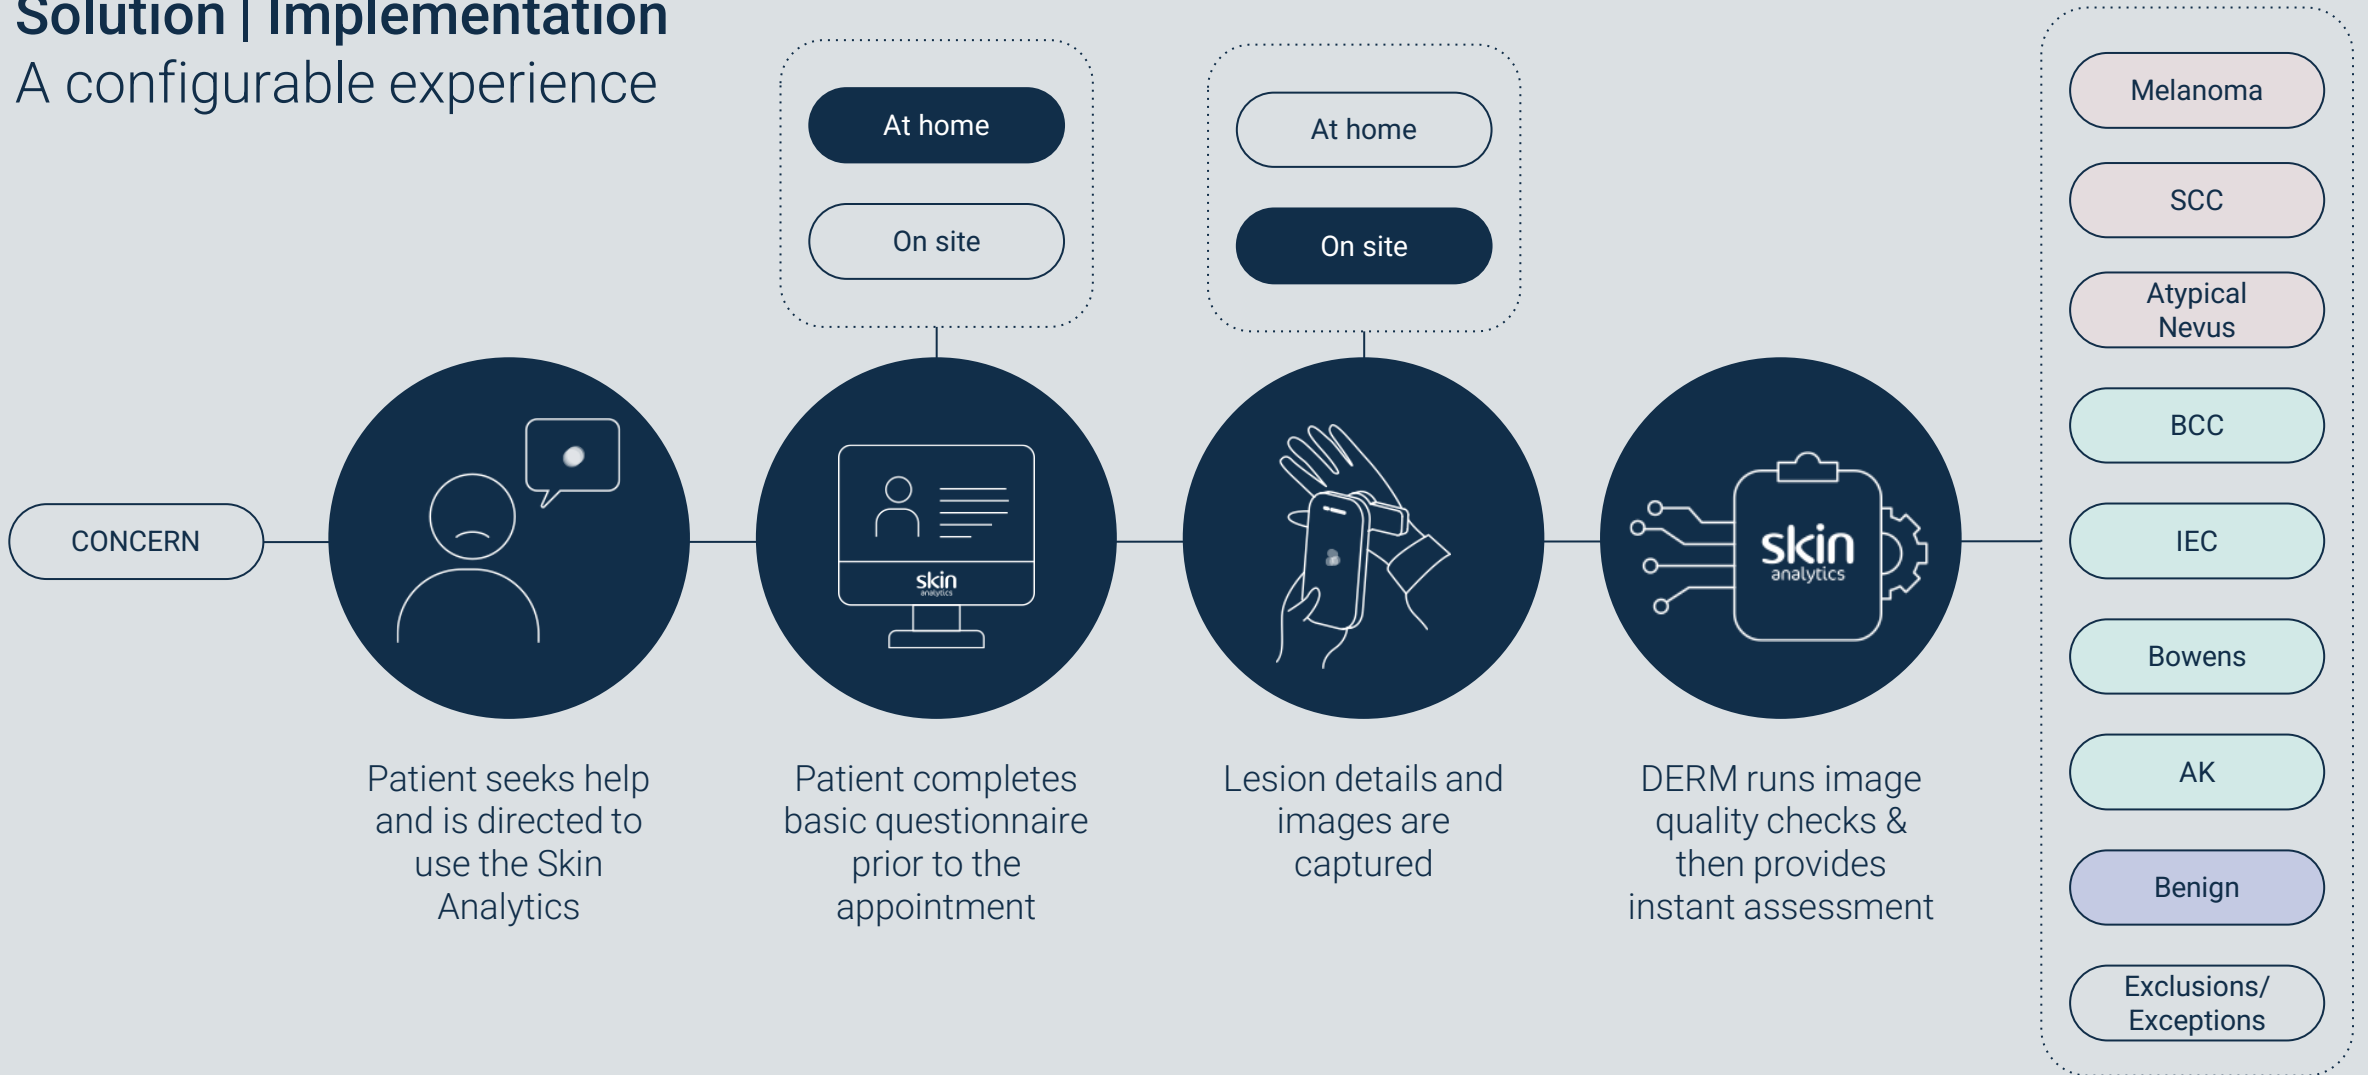 Solution | Implementation
A configurable experience
At home
On site
At home
On site
CONCERN
skin
analytics
skin
analytics
Patient seeks help
and is directed to
use the Skin
Analytics
Patient completes
basic questionnaire
prior to the
appointment
Lesion details and
images are
captured
DERM runs image
quality checks &
then provides
instant assessment
Melanoma
SCC
Atypical
Nevus
BCC
IEC
Bowens
AK
Benign
Exclusions/
Exceptions